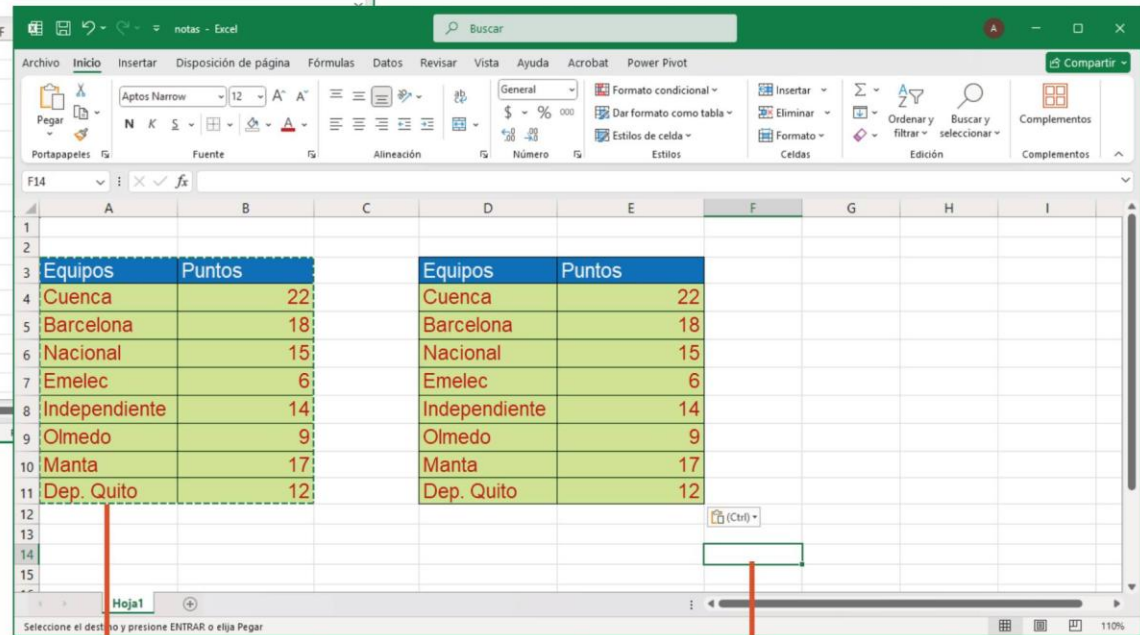 F
notas - Excel
Buscar
A
Archivo Inicio Insertar Disposición de página Fórmulas Datos Revisar Vista Ayuda Acrobat Power Pivot
Compartir
Pegar
Aptos Narrow 12 A A
N K S A
ab
General
$ % 000
Formato condicional
Dar formato como tabla
Estilos de celda
Insertar
Eliminar
Formato
Ordenar y filtrar
Buscar y seleccionar
Complementos
Portapapeles Fuente Alineación Número Estilos Celdas Edición Complementos
F14 fx
A B C D E F G H I
1
2
3 Equipos Puntos Equipos Puntos
4 Cuenca 22 Cuenca 22
5 Barcelona 18 Barcelona 18
6 Nacional 15 Nacional 15
7 Emelec 6 Emelec 6
8 Independiente 14 Independiente 14
9 Olmedo 9 Olmedo 9
10 Manta 17 Manta 17
11 Dep. Quito 12 Dep. Quito 12
12 (Ctrl)
13
14
15
Hoja1
Seleccione el destino y presione ENTRAR o elija Pegar
110%